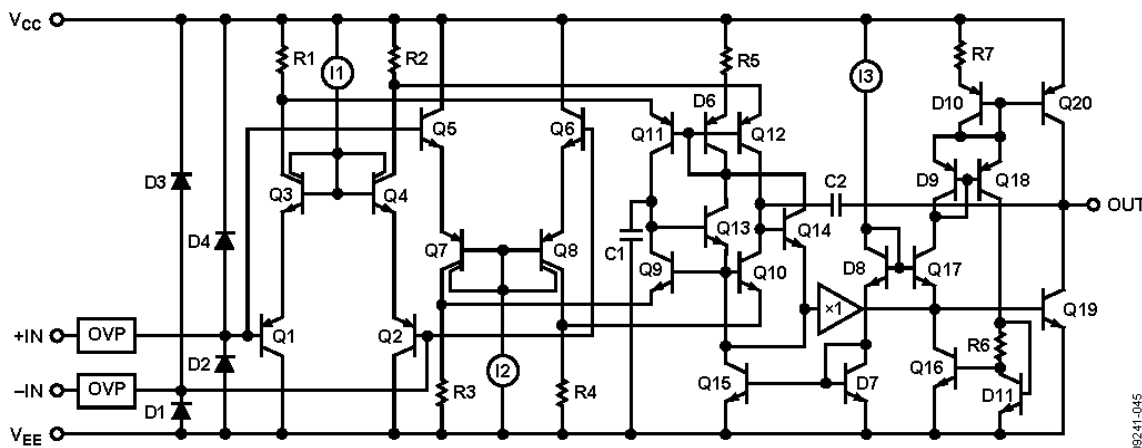 VCC
R1
I1
R2
R5
I3
R7
D6
D10
Q20
Q5
Q6
Q11
Q12
D3
Q3
Q4
D9
Q18
C2
OUT
D4
Q7
Q8
C1
Q13
Q14
Q9
Q10
D8
Q17
×1
Q19
+IN
OVP
Q1
Q2
D2
R6
I2
–IN
OVP
R3
R4
Q15
D7
Q16
D11
D1
VEE
09241-045